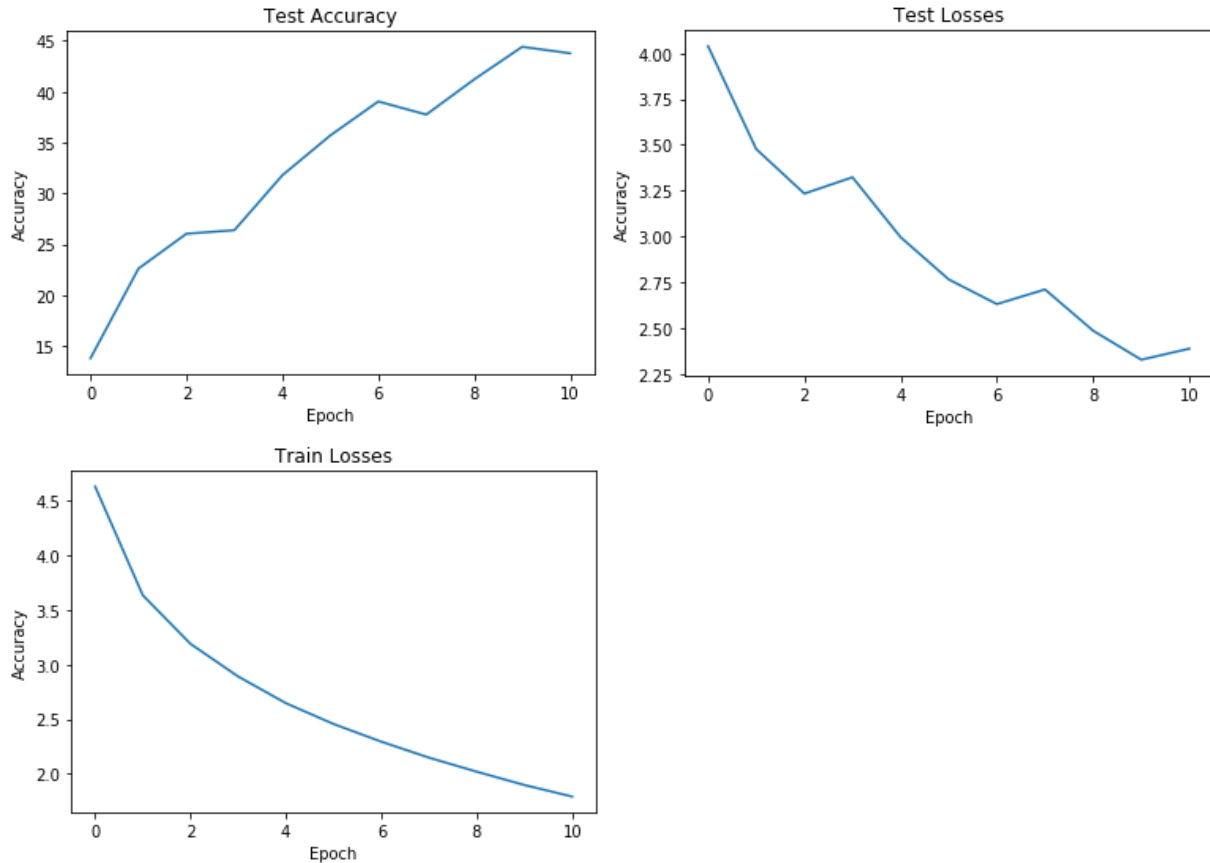 Test Accuracy
45
40
35
30
25
20
15
Accuracy
0 2 4 6 8 10
Epoch
Test Losses
4.00
3.75
3.50
3.25
3.00
2.75
2.50
2.25
Accuracy
0 2 4 6 8 10
Epoch
Train Losses
4.5
4.0
3.5
3.0
2.5
2.0
Accuracy
0 2 4 6 8 10
Epoch